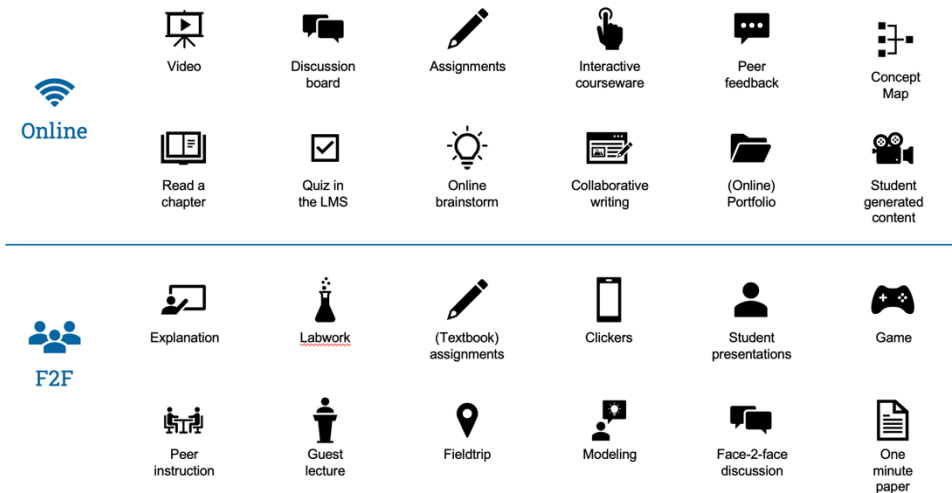 Video
Discussion
board
Assignments
Interactive
courseware
Peer
feedback
Concept
Map
Online
Read a
chapter
Quiz in
the LMS
Online
brainstorm
Collaborative
writing
(Online)
Portfolio
Student
generated
content
Explanation
Labwork
(Textbook)
assignments
Clickers
Student
presentations
Game
F2F
Peer
instruction
Guest
lecture
Fieldtrip
Modeling
Face-2-face
discussion
One
minute
paper